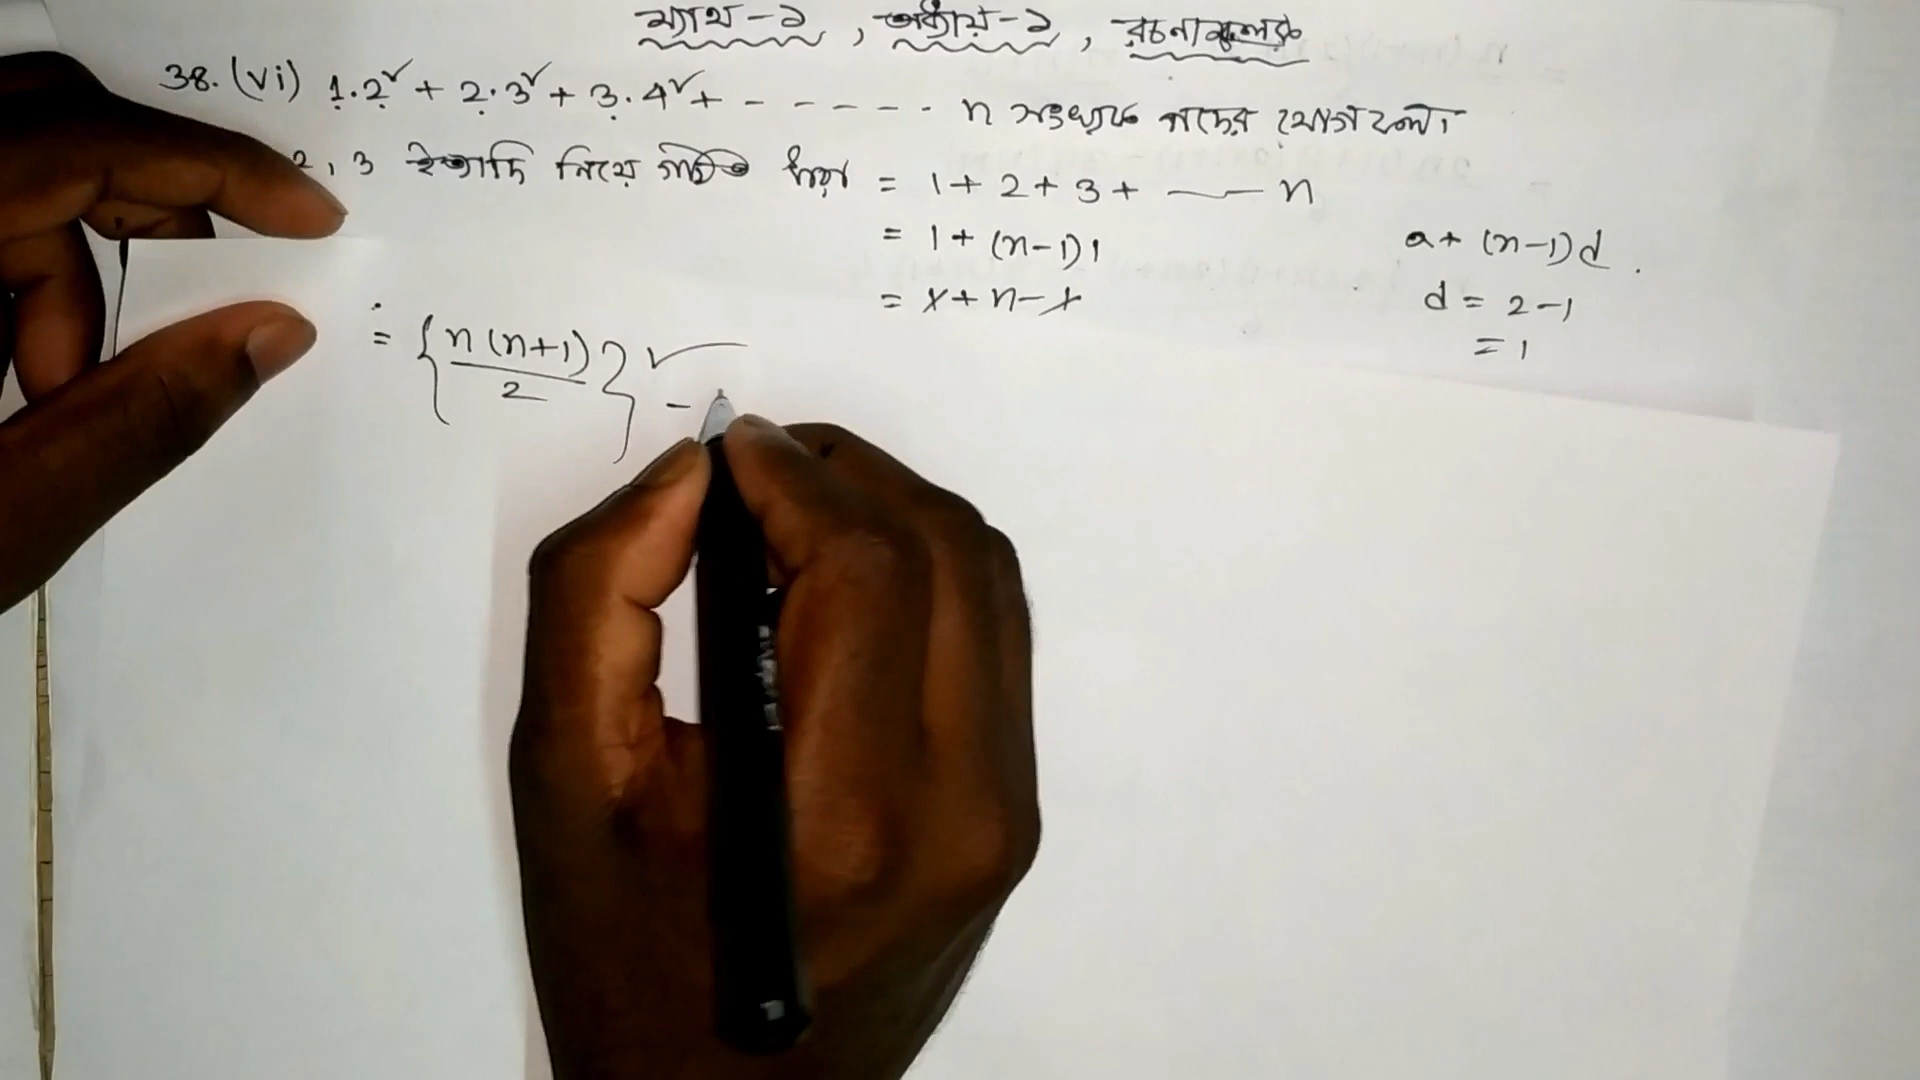 ম্যাথ-১, অধ্যায়-১, রচনামূলক
38. (vi) 1.2² + 2.3² + 3.4² + - - - - - - n সংখ্যক পদের যোগফল।
2, 3 ইত্যাদি নিয়ে গঠিত ধারা = 1 + 2 + 3 + —— n
= 1 + (n-1) 1
a + (n-1) d.
= 1 + n - 1
d = 2 - 1
= 1
= { n (n+1) / 2 }² -